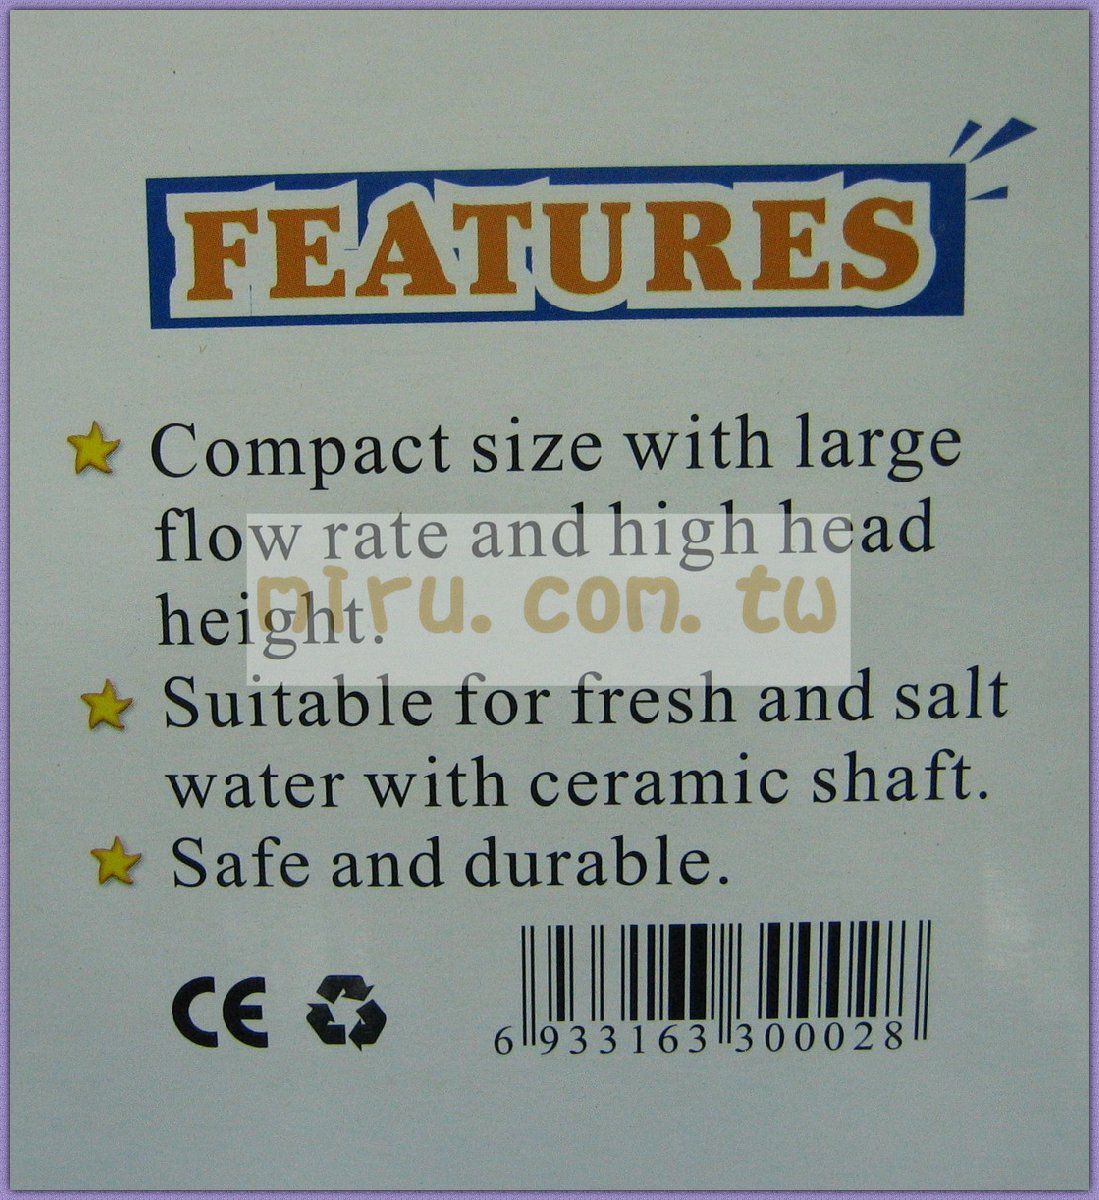 FEATURES
Compact size with large
flow rate and high head
height.
miru.com.tw
Suitable for fresh and salt
water with ceramic shaft.
Safe and durable.
CE
6 933163 300028